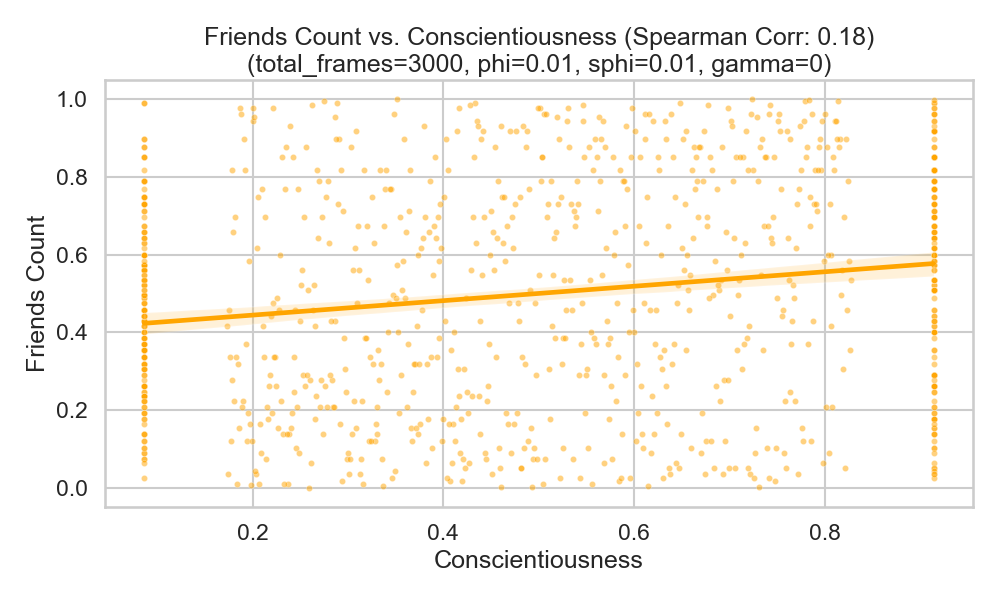 Friends Count vs. Conscientiousness (Spearman Corr: 0.18)
(total_frames=3000, phi=0.01, sphi=0.01, gamma=0)
1.0
0.8
0.6
0.4
0.2
0.0
Friends Count
0.2 0.4 0.6 0.8
Conscientiousness